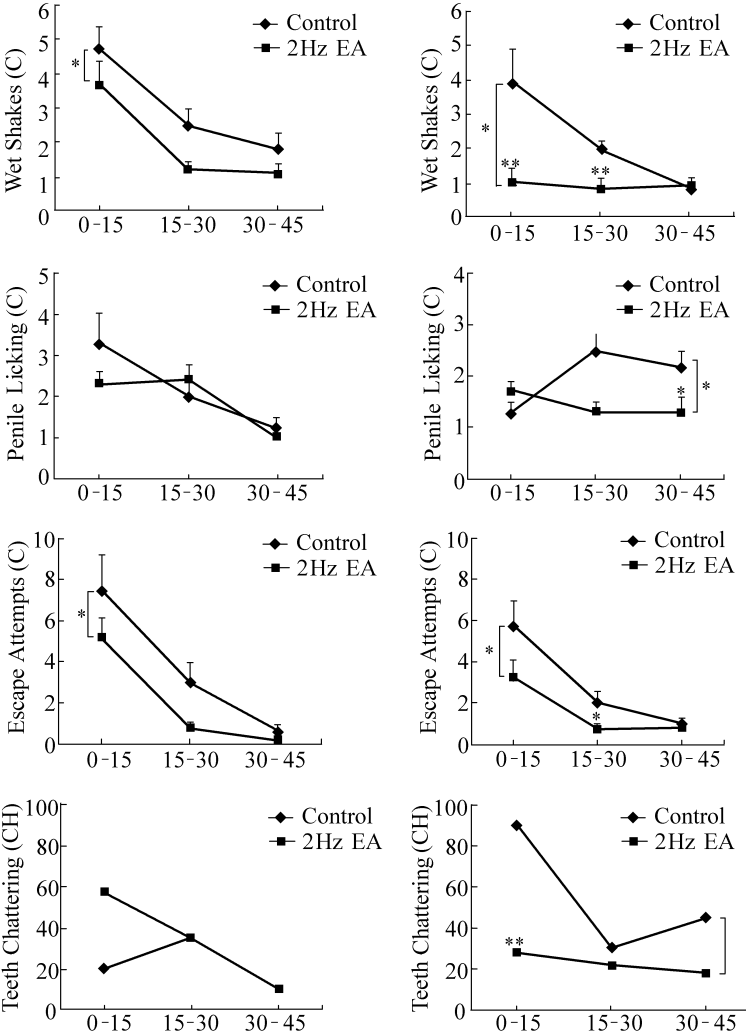 Wet Shakes (C)
6
5
4
3
2
1
0
Control
2Hz EA
*
0-15 15-30 30-45
Wet Shakes (C)
6
5
4
3
2
1
0
Control
2Hz EA
*
** **
0-15 15-30 30-45
Penile Licking (C)
5
4
3
2
1
0
Control
2Hz EA
0-15 15-30 30-45
Penile Licking (C)
4
3
2
1
0
Control
2Hz EA
* *
0-15 15-30 30-45
Escape Attempts (C)
10
8
6
4
2
0
Control
2Hz EA
*
0-15 15-30 30-45
Escape Attempts (C)
10
8
6
4
2
0
Control
2Hz EA
*
*
0-15 15-30 30-45
Teeth Chattering (CH)
100
80
60
40
20
0
Control
2Hz EA
0-15 15-30 30-45
Teeth Chattering (CH)
100
80
60
40
20
0
Control
2Hz EA
**
0-15 15-30 30-45